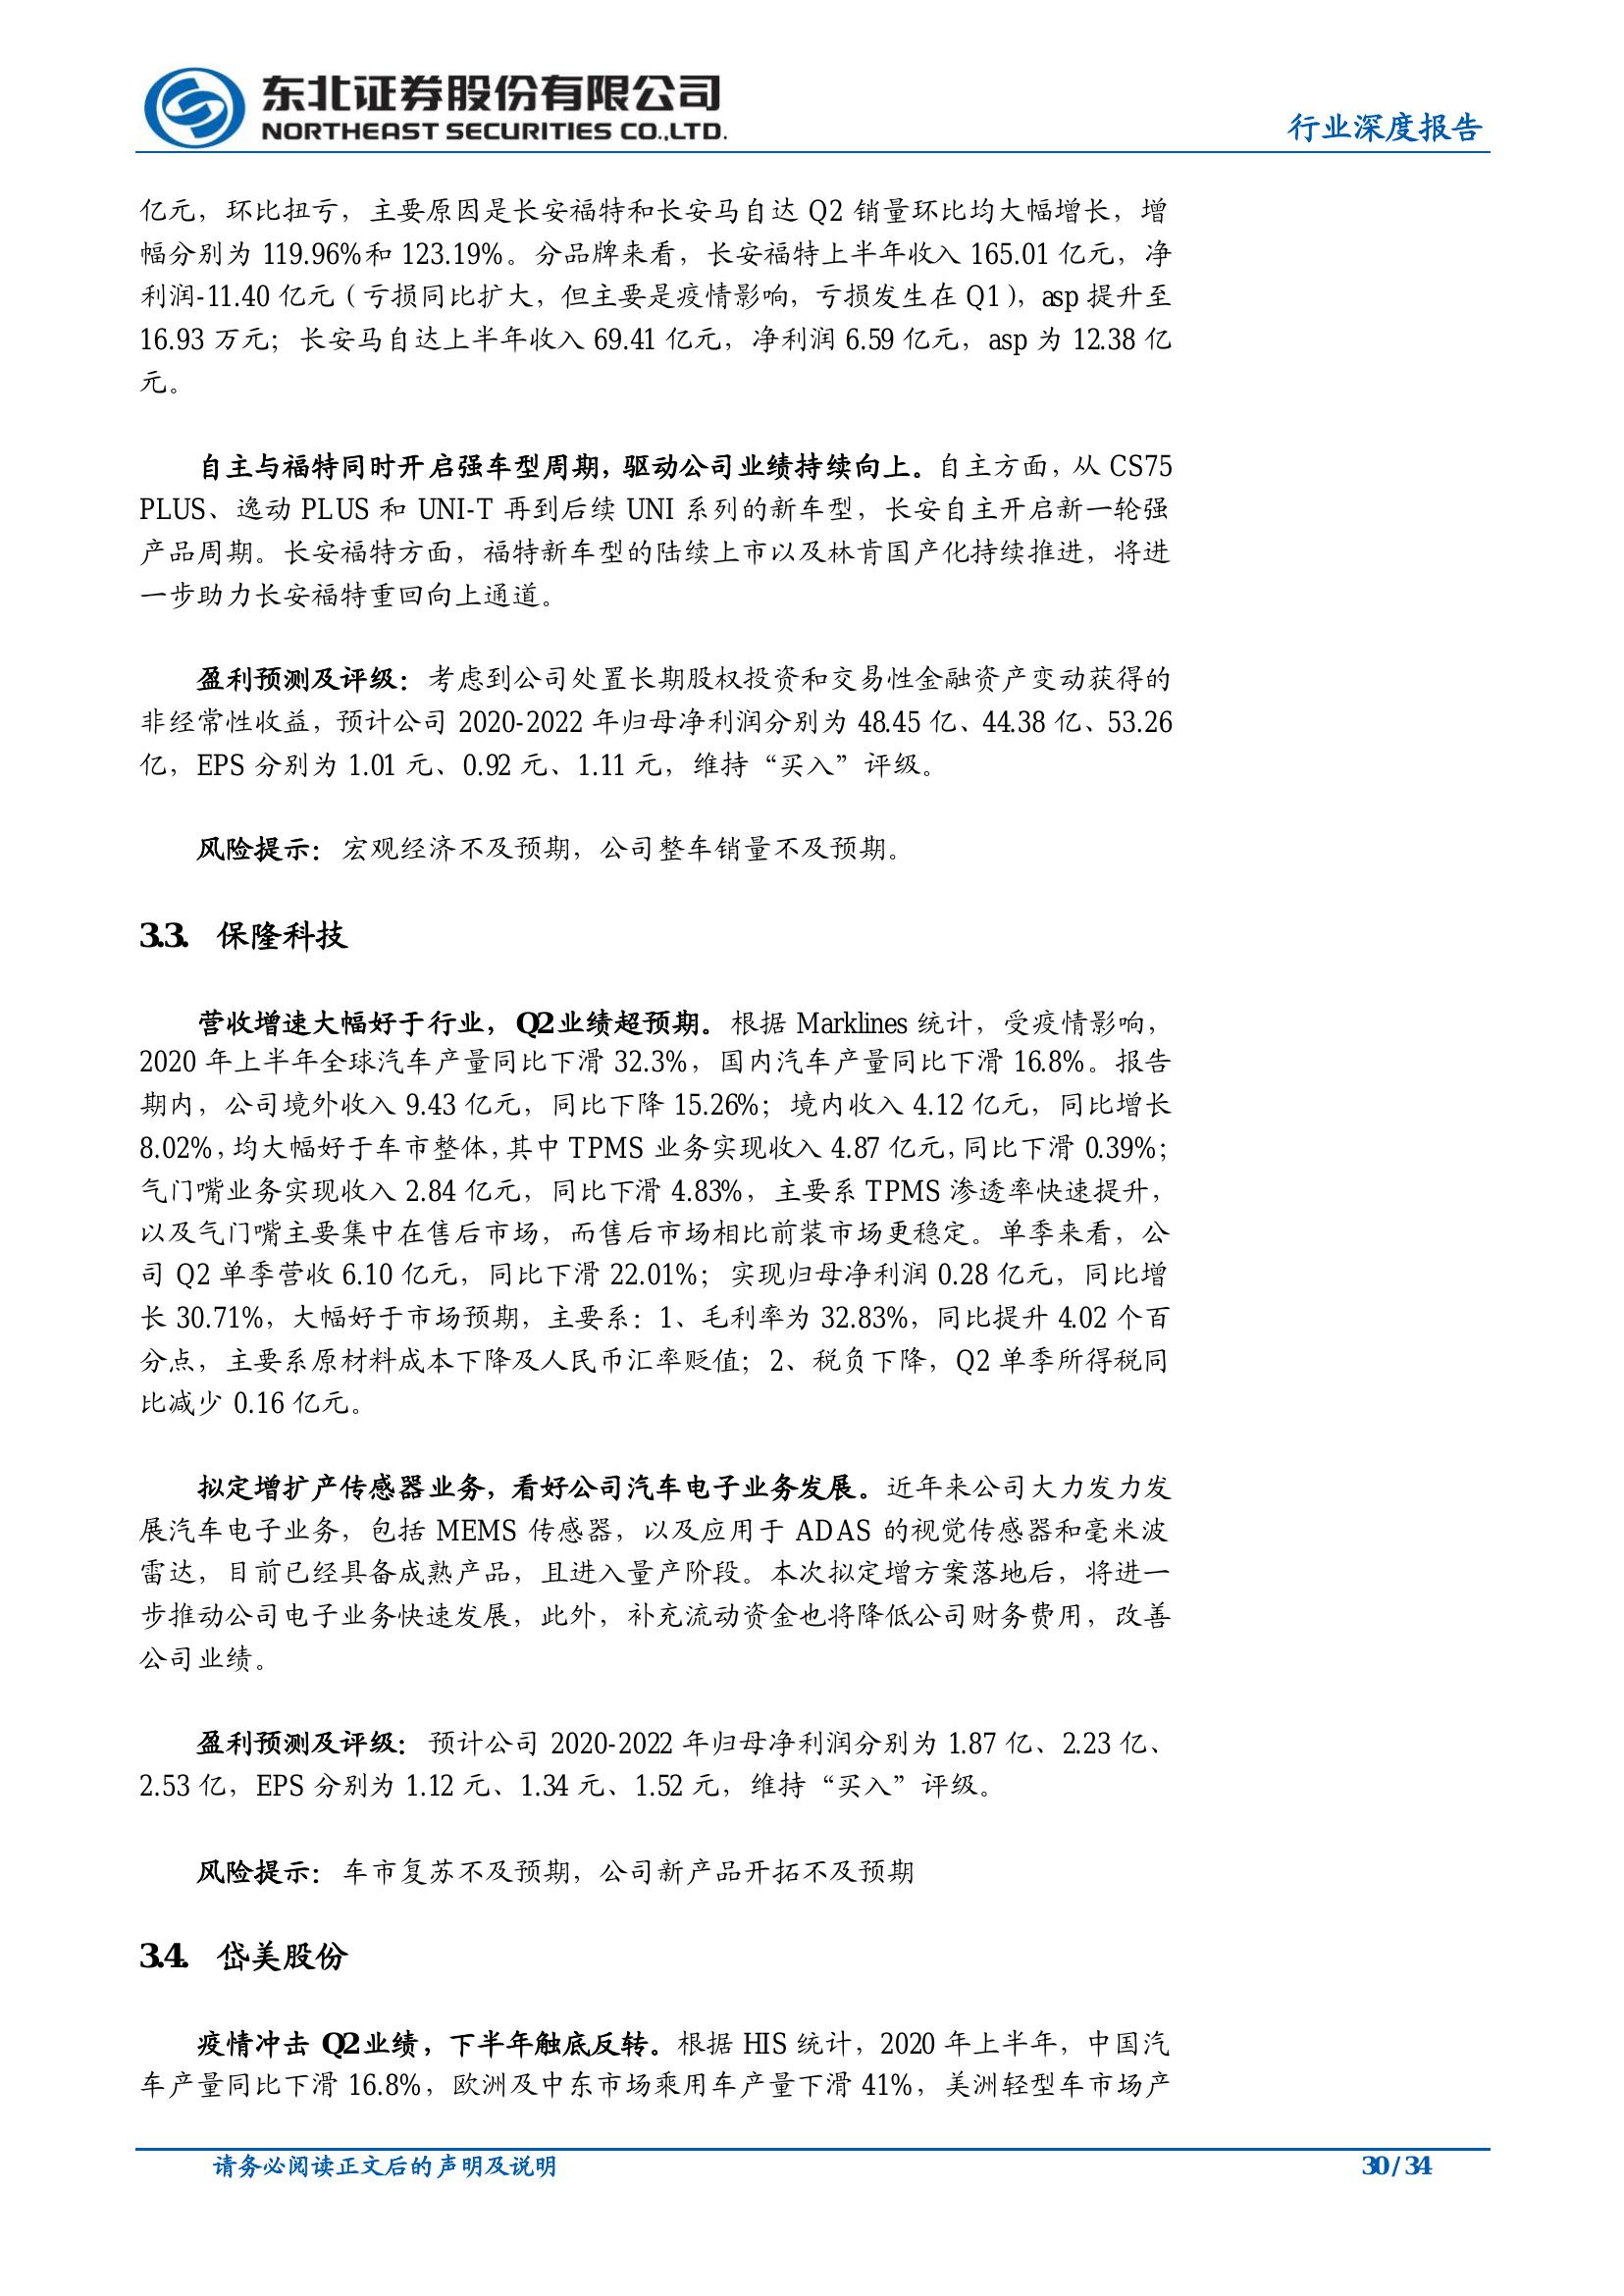 东北证券股份有限公司
NORTHEAST SECURITIES CO.,LTD.
行业深度报告
亿元，环比扭亏，主要原因是长安福特和长安马自达 Q2 销量环比均大幅增长，增
幅分别为 119.96%和 123.19%。分品牌来看，长安福特上半年收入 165.01 亿元，净
利润-11.40 亿元（亏损同比扩大，但主要是疫情影响，亏损发生在 Q1），asp 提升至
16.93 万元；长安马自达上半年收入 69.41 亿元，净利润 6.59 亿元，asp 为 12.38 亿
元。
自主与福特同时开启强车型周期，驱动公司业绩持续向上。自主方面，从 CS75
PLUS、逸动 PLUS 和 UNI-T 再到后续 UNI 系列的新车型，长安自主开启新一轮强
产品周期。长安福特方面，福特新车型的陆续上市以及林肯国产化持续推进，将进
一步助力长安福特重回向上通道。
盈利预测及评级：考虑到公司处置长期股权投资和交易性金融资产变动获得的
非经常性收益，预计公司 2020-2022 年归母净利润分别为 48.45 亿、44.38 亿、53.26
亿，EPS 分别为 1.01 元、0.92 元、1.11 元，维持“买入”评级。
风险提示：宏观经济不及预期，公司整车销量不及预期。
3.3. 保隆科技
营收增速大幅好于行业，Q2 业绩超预期。根据 Marklines 统计，受疫情影响，
2020 年上半年全球汽车产量同比下滑 32.3%，国内汽车产量同比下滑 16.8%。报告
期内，公司境外收入 9.43 亿元，同比下降 15.26%；境内收入 4.12 亿元，同比增长
8.02%，均大幅好于车市整体，其中 TPMS 业务实现收入 4.87 亿元，同比下滑 0.39%；
气门嘴业务实现收入 2.84 亿元，同比下滑 4.83%，主要系 TPMS 渗透率快速提升，
以及气门嘴主要集中在售后市场，而售后市场相比前装市场更稳定。单季来看，公
司 Q2 单季营收 6.10 亿元，同比下滑 22.01%；实现归母净利润 0.28 亿元，同比增
长 30.71%，大幅好于市场预期，主要系：1、毛利率为 32.83%，同比提升 4.02 个百
分点，主要系原材料成本下降及人民币汇率贬值；2、税负下降，Q2 单季所得税同
比减少 0.16 亿元。
拟定增扩产传感器业务，看好公司汽车电子业务发展。近年来公司大力发力发
展汽车电子业务，包括 MEMS 传感器，以及应用于 ADAS 的视觉传感器和毫米波
雷达，目前已经具备成熟产品，且进入量产阶段。本次拟定增方案落地后，将进一
步推动公司电子业务快速发展，此外，补充流动资金也将降低公司财务费用，改善
公司业绩。
盈利预测及评级：预计公司 2020-2022 年归母净利润分别为 1.87 亿、2.23 亿、
2.53 亿，EPS 分别为 1.12 元、1.34 元、1.52 元，维持“买入”评级。
风险提示：车市复苏不及预期，公司新产品开拓不及预期
3.4. 岱美股份
疫情冲击 Q2 业绩，下半年触底反转。根据 HIS 统计，2020 年上半年，中国汽
车产量同比下滑 16.8%，欧洲及中东市场乘用车产量下滑 41%，美洲轻型车市场产
请务必阅读正文后的声明及说明
30 / 34